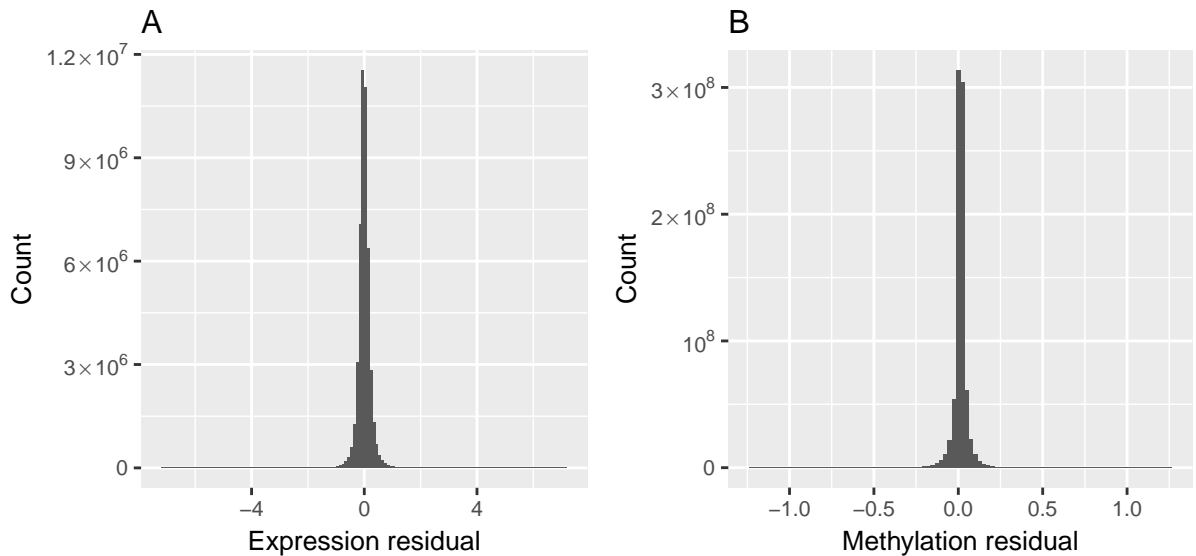 A
Count
1.2×10⁷
9×10⁶
6×10⁶
3×10⁶
0
−4 0 4
Expression residual
B
Count
3×10⁸
2×10⁸
10⁸
0
−1.0 −0.5 0.0 0.5 1.0
Methylation residual